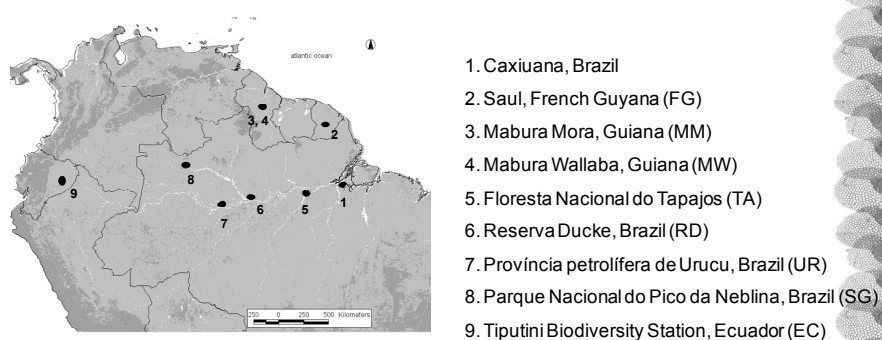 atlantic ocean
3, 4
2
8
9
7
6
5
1
250 0 250 500 Kilometers
1. Caxiuana, Brazil
2. Saul, French Guyana (FG)
3. Mabura Mora, Guiana (MM)
4. Mabura Wallaba, Guiana (MW)
5. Floresta Nacional do Tapajos (TA)
6. Reserva Ducke, Brazil (RD)
7. Província petrolífera de Urucu, Brazil (UR)
8. Parque Nacional do Pico da Neblina, Brazil (SG)
9. Tiputini Biodiversity Station, Ecuador (EC)